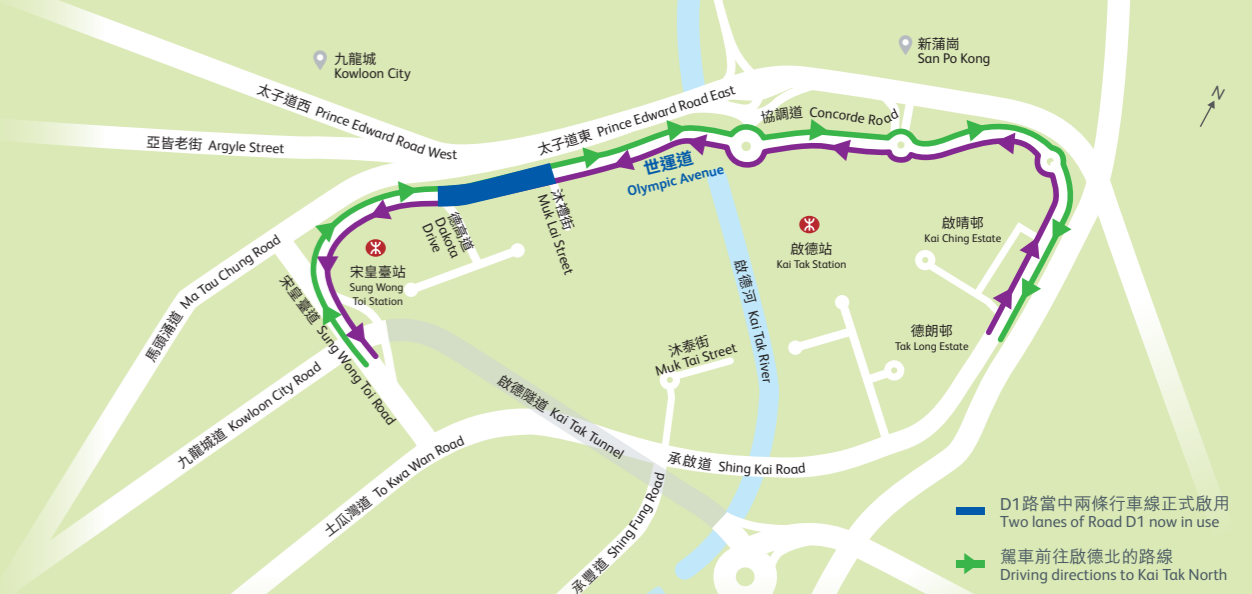 九龍城
Kowloon City
新蒲崗
San Po Kong
N
太子道西 Prince Edward Road West
亞皆老街 Argyle Street
太子道東 Prince Edward Road East
協調道 Concorde Road
世運道
Olympic Avenue
沐禮街
Muk Lai Street
德高道
Dakota
Drive
宋皇臺站
Sung Wong
Toi Station
啟德站
Kai Tak Station
啟晴邨
Kai Ching Estate
德朗邨
Tak Long Estate
馬頭涌道 Ma Tau Chung Road
宋皇臺道 Sung Wong Toi Road
啟德河 Kai Tak River
沐泰街
Muk Tai Street
九龍城道 Kowloon City Road
啟德隧道 Kai Tak Tunnel
土瓜灣道 To Kwa Wan Road
承啟道 Shing Kai Road
承豐道 Shing Fung Road
D1路當中兩條行車線正式啟用
Two lanes of Road D1 now in use
駕車前往啟德北的路線
Driving directions to Kai Tak North